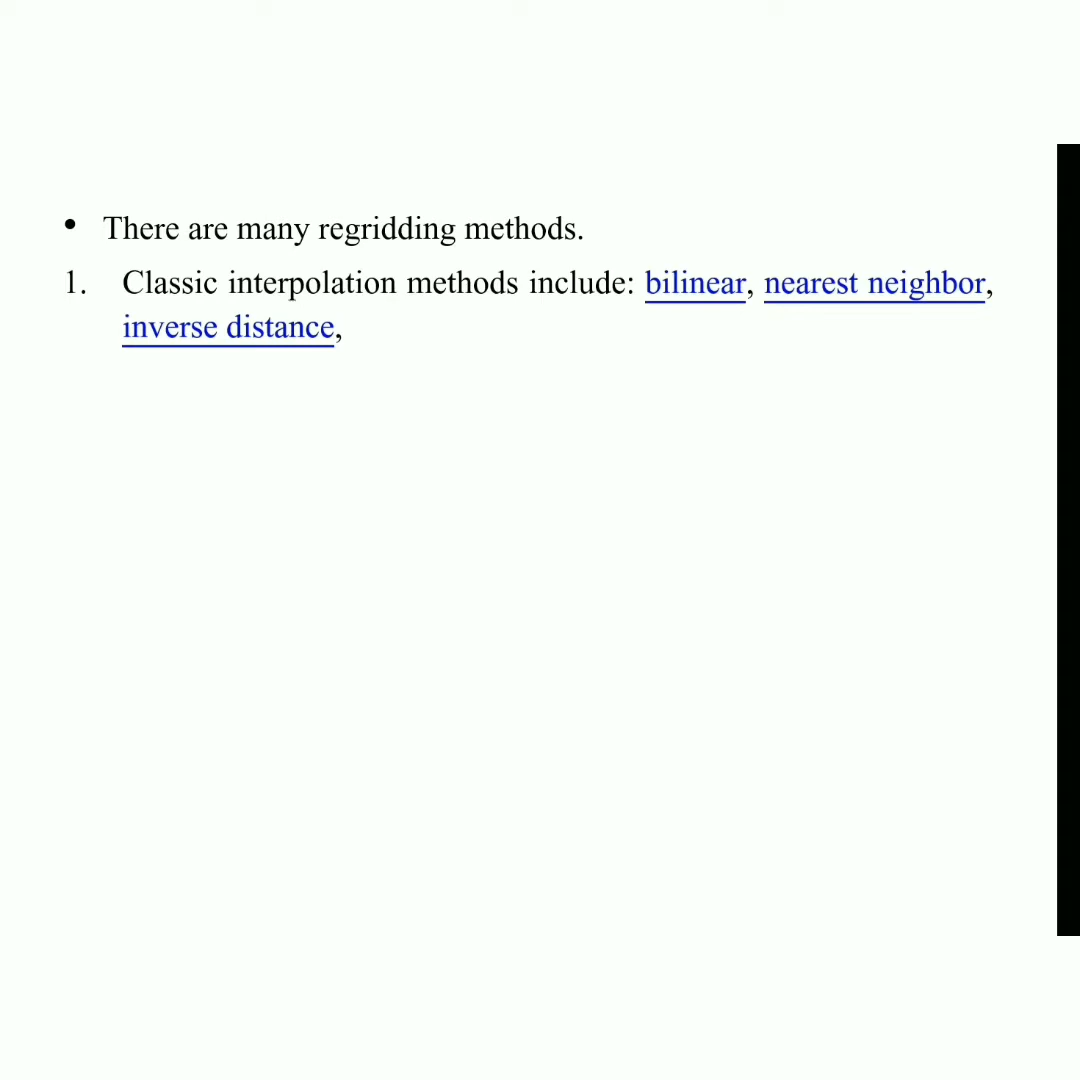 • There are many regridding methods.
1. Classic interpolation methods include: bilinear, nearest neighbor,
inverse distance,